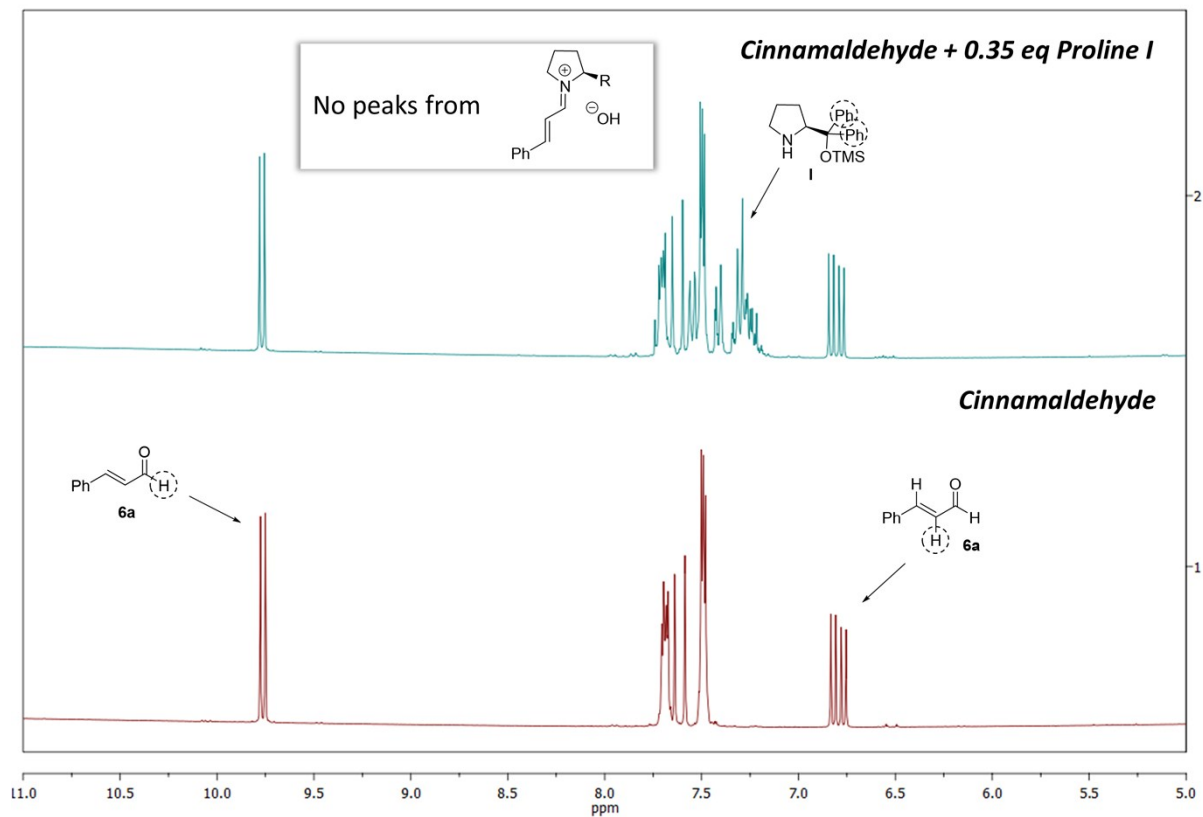 Cinnamaldehyde + 0.35 eq Proline I
No peaks from
N
⊕
R
⊖OH
Ph
Ph
Ph
N
H
OTMS
I
2
Cinnamaldehyde
O
Ph
H
6a
H
O
Ph
H
H
6a
1
11.0 10.5 10.0 9.5 9.0 8.5 8.0 7.5 7.0 6.5 6.0 5.5 5.0
ppm